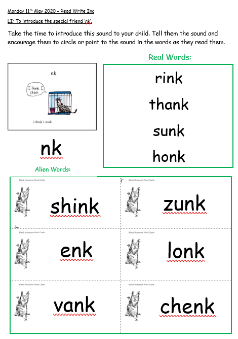 Monday 11th May 2020 – Read Write Inc
LI: To introduce the special friend 'nk'.
Take the time to introduce this sound to your child. Tell them the sound and
encourage them to circle or point to the sound in the words as they read them.
Real Words:
nk
I think I stink
rink
thank
sunk
honk
nk
Alien Words:
shink
zunk
enk
lonk
vank
chenk